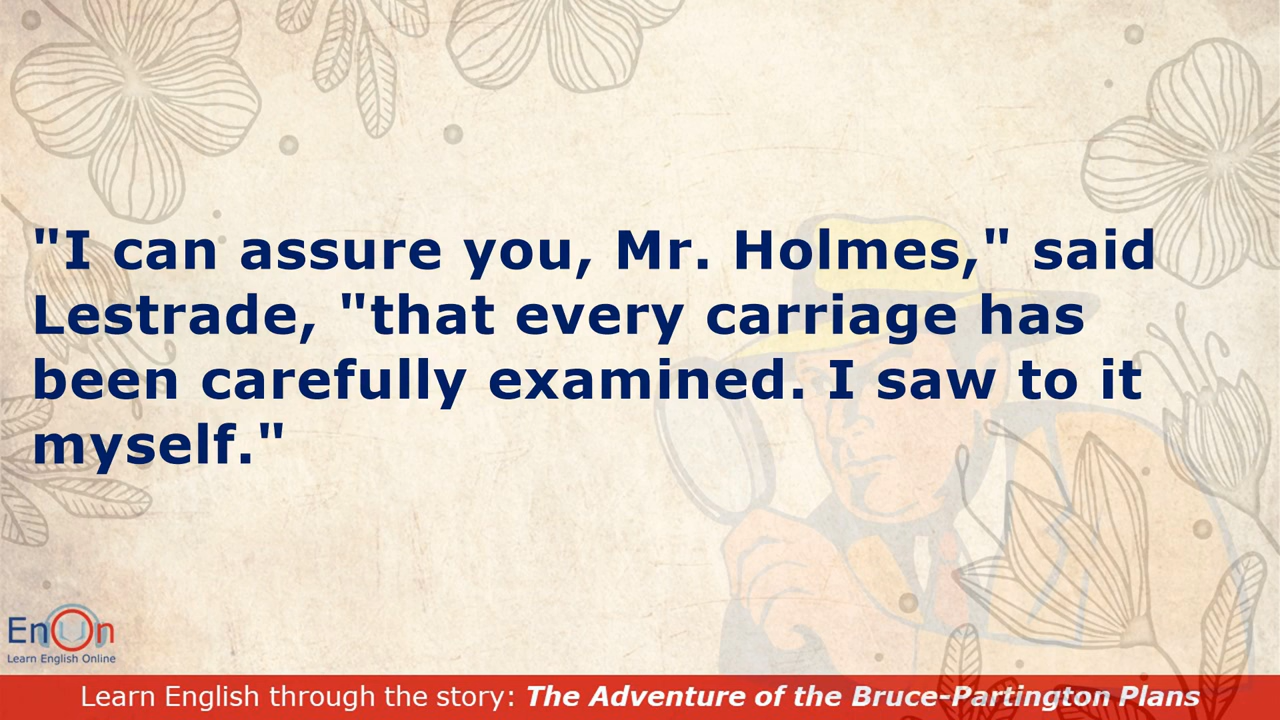 "I can assure you, Mr. Holmes," said
Lestrade, "that every carriage has
been carefully examined. I saw to it
myself."
EnOn
Learn English Online
Learn English through the story: The Adventure of the Bruce-Partington Plans